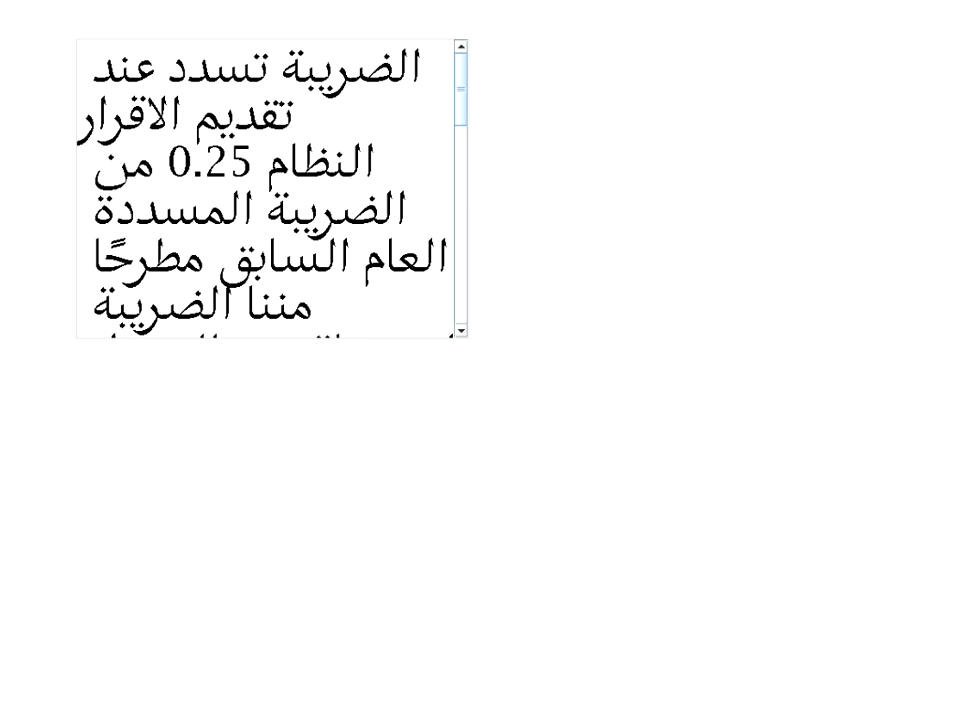 الضريبة تسدد عند
تقديم الاقرار
النظام 0.25 من
الضريبة المسددة
العام السابق مطرحًا
مننا الضريبة